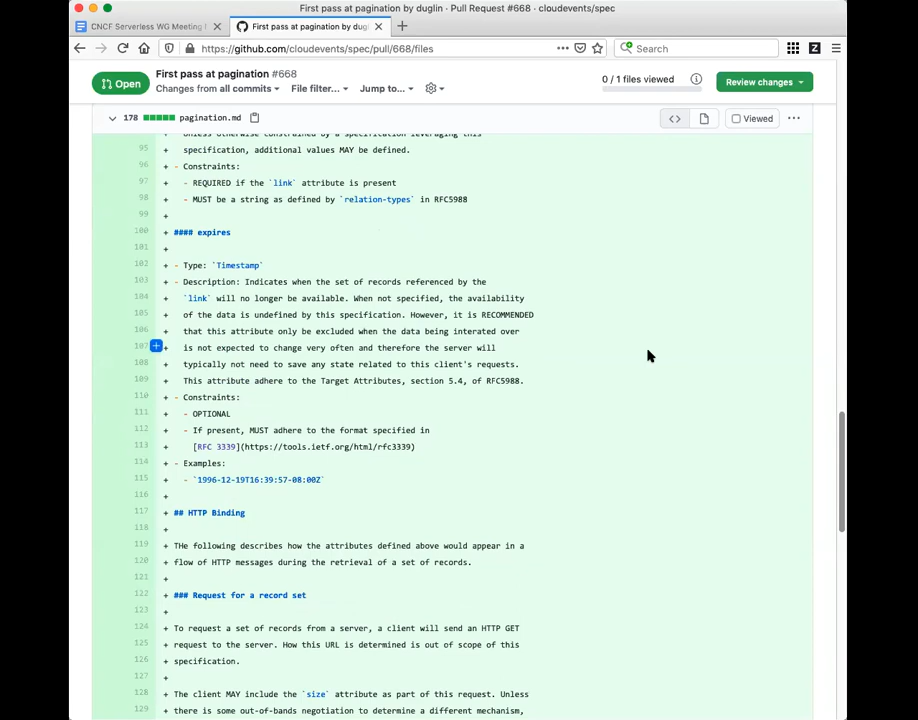 First pass at pagination by duglin · Pull Request #668 · cloudevents/spec
CNCF Serverless WG Meeting
First pass at pagination by dugli
https://github.com/cloudevents/spec/pull/668/files
Search
Open
First pass at pagination #668
Changes from all commits
File filter...
Jump to...
0 / 1 files viewed
Review changes
178
pagination.md
Viewed
unless otherwise constrained by a specification leveraging this
95 + specification, additional values MAY be defined.
96 + - Constraints:
97 + - REQUIRED if the `link` attribute is present
98 + - MUST be a string as defined by `relation-types` in RFC5988
99 +
100 + #### expires
101 +
102 + - Type: `Timestamp`
103 + - Description: Indicates when the set of records referenced by the
104 + `link` will no longer be available. When not specified, the availability
105 + of the data is undefined by this specification. However, it is RECOMMENDED
106 + that this attribute only be excluded when the data being interated over
107 + is not expected to change very often and therefore the server will
108 + typically not need to save any state related to this client's requests.
109 + This attribute adhere to the Target Attributes, section 5.4, of RFC5988.
110 + - Constraints:
111 + - OPTIONAL
112 + - If present, MUST adhere to the format specified in
113 + [RFC 3339](https://tools.ietf.org/html/rfc3339)
114 + - Examples:
115 + - `1996-12-19T16:39:57-08:00Z`
116 +
117 + ## HTTP Binding
118 +
119 + THe following describes how the attributes defined above would appear in a
120 + flow of HTTP messages during the retrieval of a set of records.
121 +
122 + ### Request for a record set
123 +
124 + To request a set of records from a server, a client will send an HTTP GET
125 + request to the server. How this URL is determined is out of scope of this
126 + specification.
127 +
128 + The client MAY include the `size` attribute as part of this request. Unless
129 + there is some out-of-bands negotiation to determine a different mechanism,